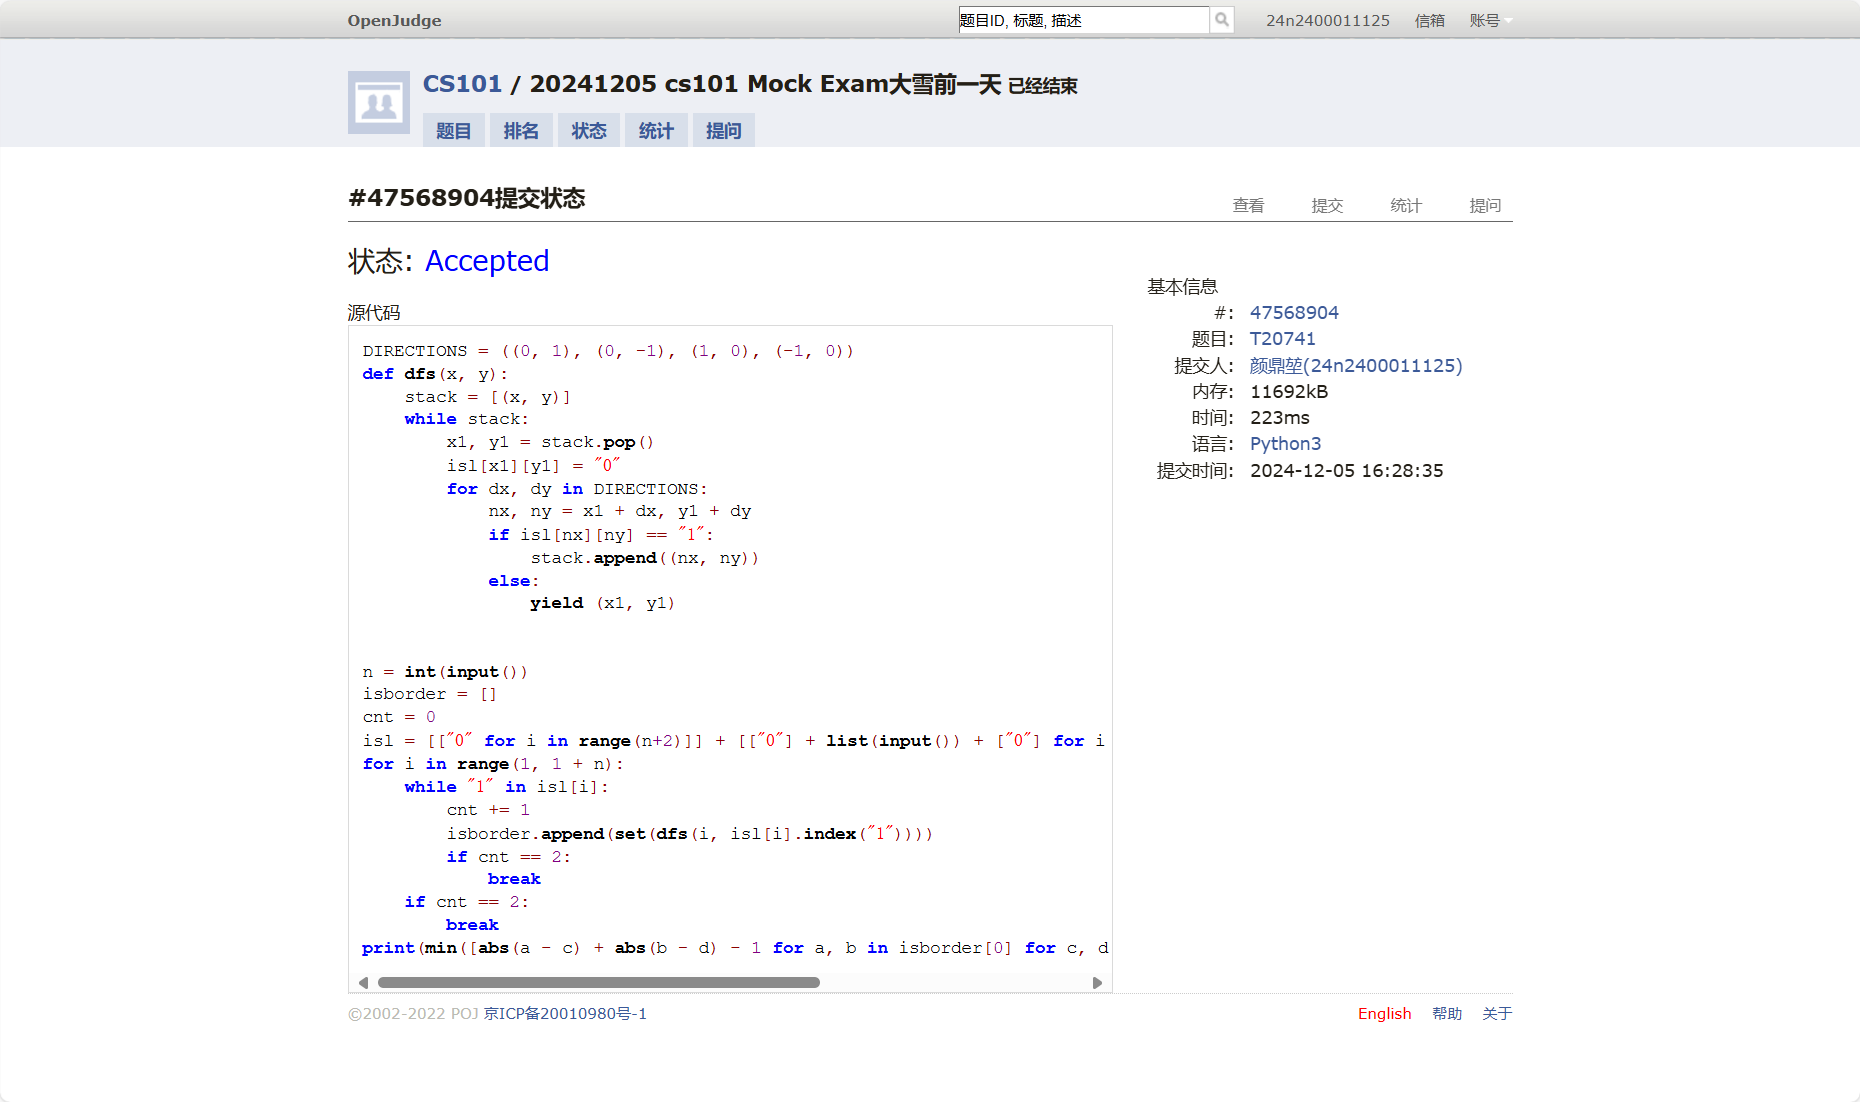 OpenJudge
题目ID, 标题, 描述
24n2400011125 信箱 账号
CS101 / 20241205 cs101 Mock Exam大雪前一天 已经结束
题目 排名 状态 统计 提问
#47568904提交状态
查看 提交 统计 提问
状态: Accepted
源代码
DIRECTIONS = ((0, 1), (0, -1), (1, 0), (-1, 0))
def dfs(x, y):
    stack = [(x, y)]
    while stack:
        x1, y1 = stack.pop()
        isl[x1][y1] = "0"
        for dx, dy in DIRECTIONS:
            nx, ny = x1 + dx, y1 + dy
            if isl[nx][ny] == "1":
                stack.append((nx, ny))
            else:
                yield (x1, y1)
n = int(input())
isborder = []
cnt = 0
isl = [["0" for i in range(n+2)]] + [["0"] + list(input()) + ["0"] for i
for i in range(1, 1 + n):
    while "1" in isl[i]:
        cnt += 1
        isborder.append(set(dfs(i, isl[i].index("1"))))
        if cnt == 2:
            break
    if cnt == 2:
        break
print(min([abs(a - c) + abs(b - d) - 1 for a, b in isborder[0] for c, d
基本信息
#: 47568904
题目: T20741
提交人: 颜鼎堃(24n2400011125)
内存: 11692kB
时间: 223ms
语言: Python3
提交时间: 2024-12-05 16:28:35
©2002-2022 POJ 京ICP备20010980号-1
English 帮助 关于